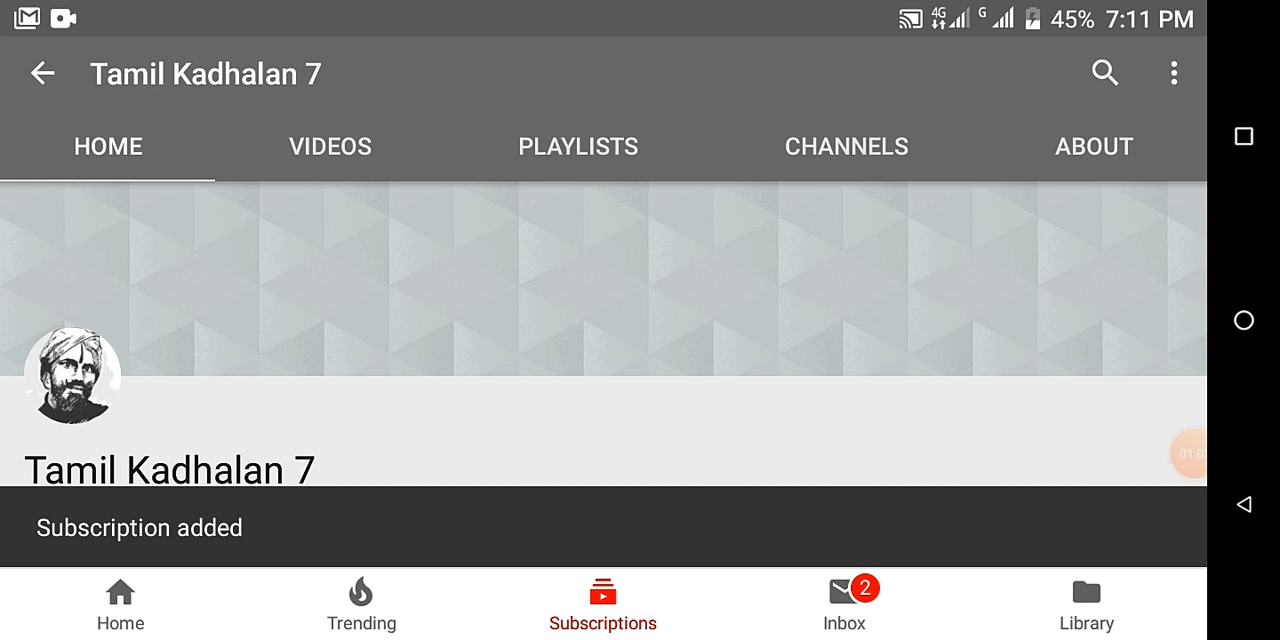 4G G 45% 7:11 PM
Tamil Kadhalan 7
HOME VIDEOS PLAYLISTS CHANNELS ABOUT
Tamil Kadhalan 7
Subscription added
2
Home Trending Subscriptions Inbox Library